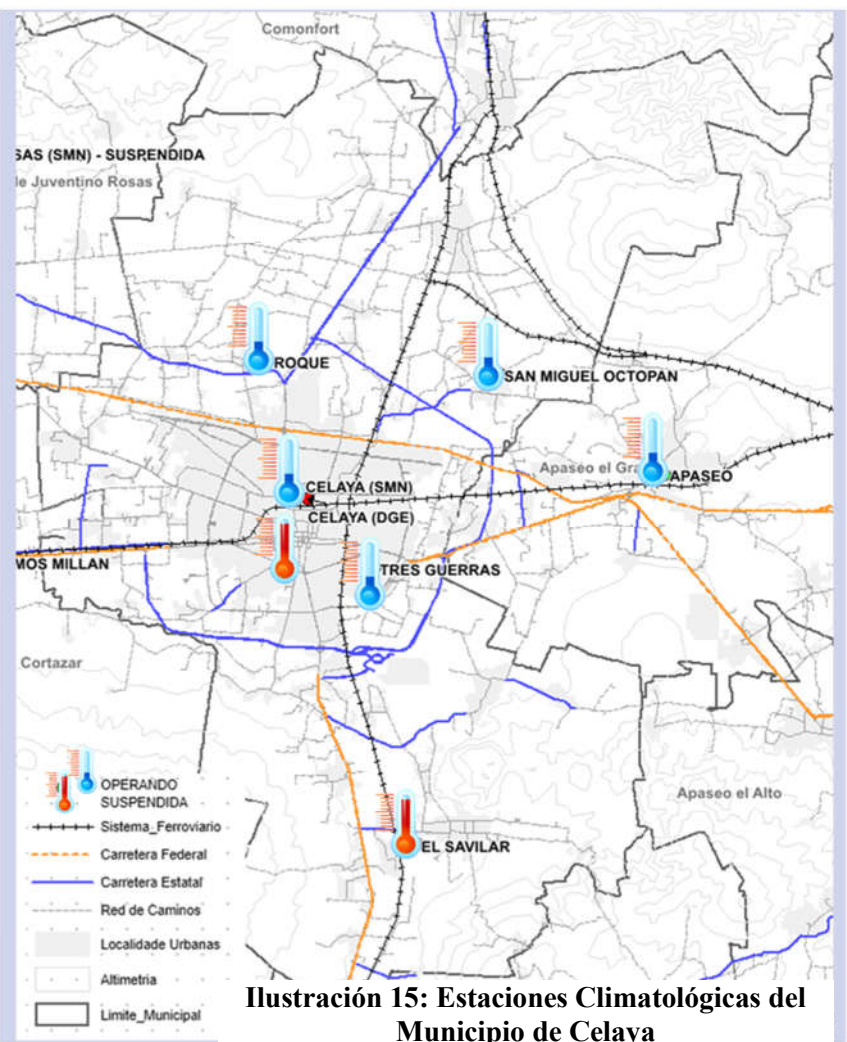 Comonfort
SAS (SMN) - SUSPENDIDA
le Juventino Rosas
ROQUE
SAN MIGUEL OCTOPAN
Apaseo el Gra
APASEO
CELAYA (SMN)
CELAYA (DGE)
MOS MILLAN
TRES GUERRAS
Cortazar
Apaseo el Alto
EL SAVILAR
OPERANDO
SUSPENDIDA
Sistema_Ferroviario
Carretera Federal
Carretera Estatal
Red de Caminos
Localidade Urbanas
Altimetria
Limite_Municipal
Ilustración 15: Estaciones Climatológicas del
Municipio de Celaya